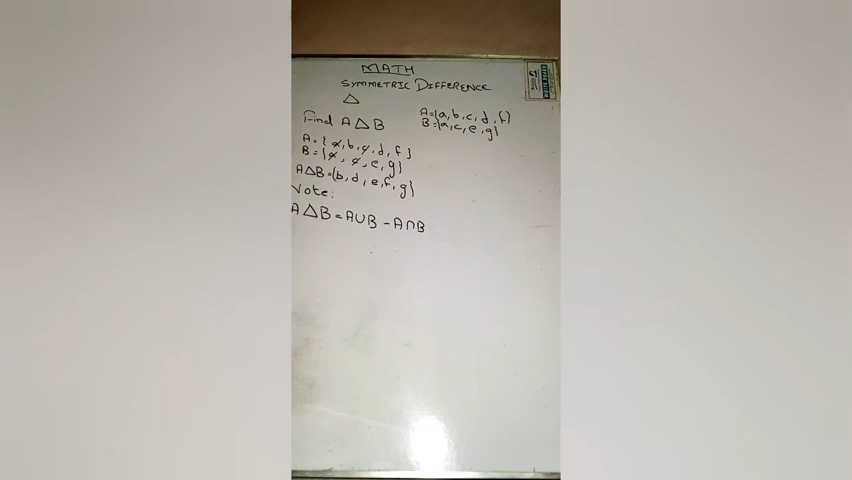 MATH
SYMMETRIC DIFFERENCE
△
Find A △ B
A={a, b, c, d, f}
B={a, c, e, g}
A = { a, b, c, d, f }
B = { a, c, e, g }
A△B={b, d, e, f, g}
Note:
A △ B = A∪B - A∩B